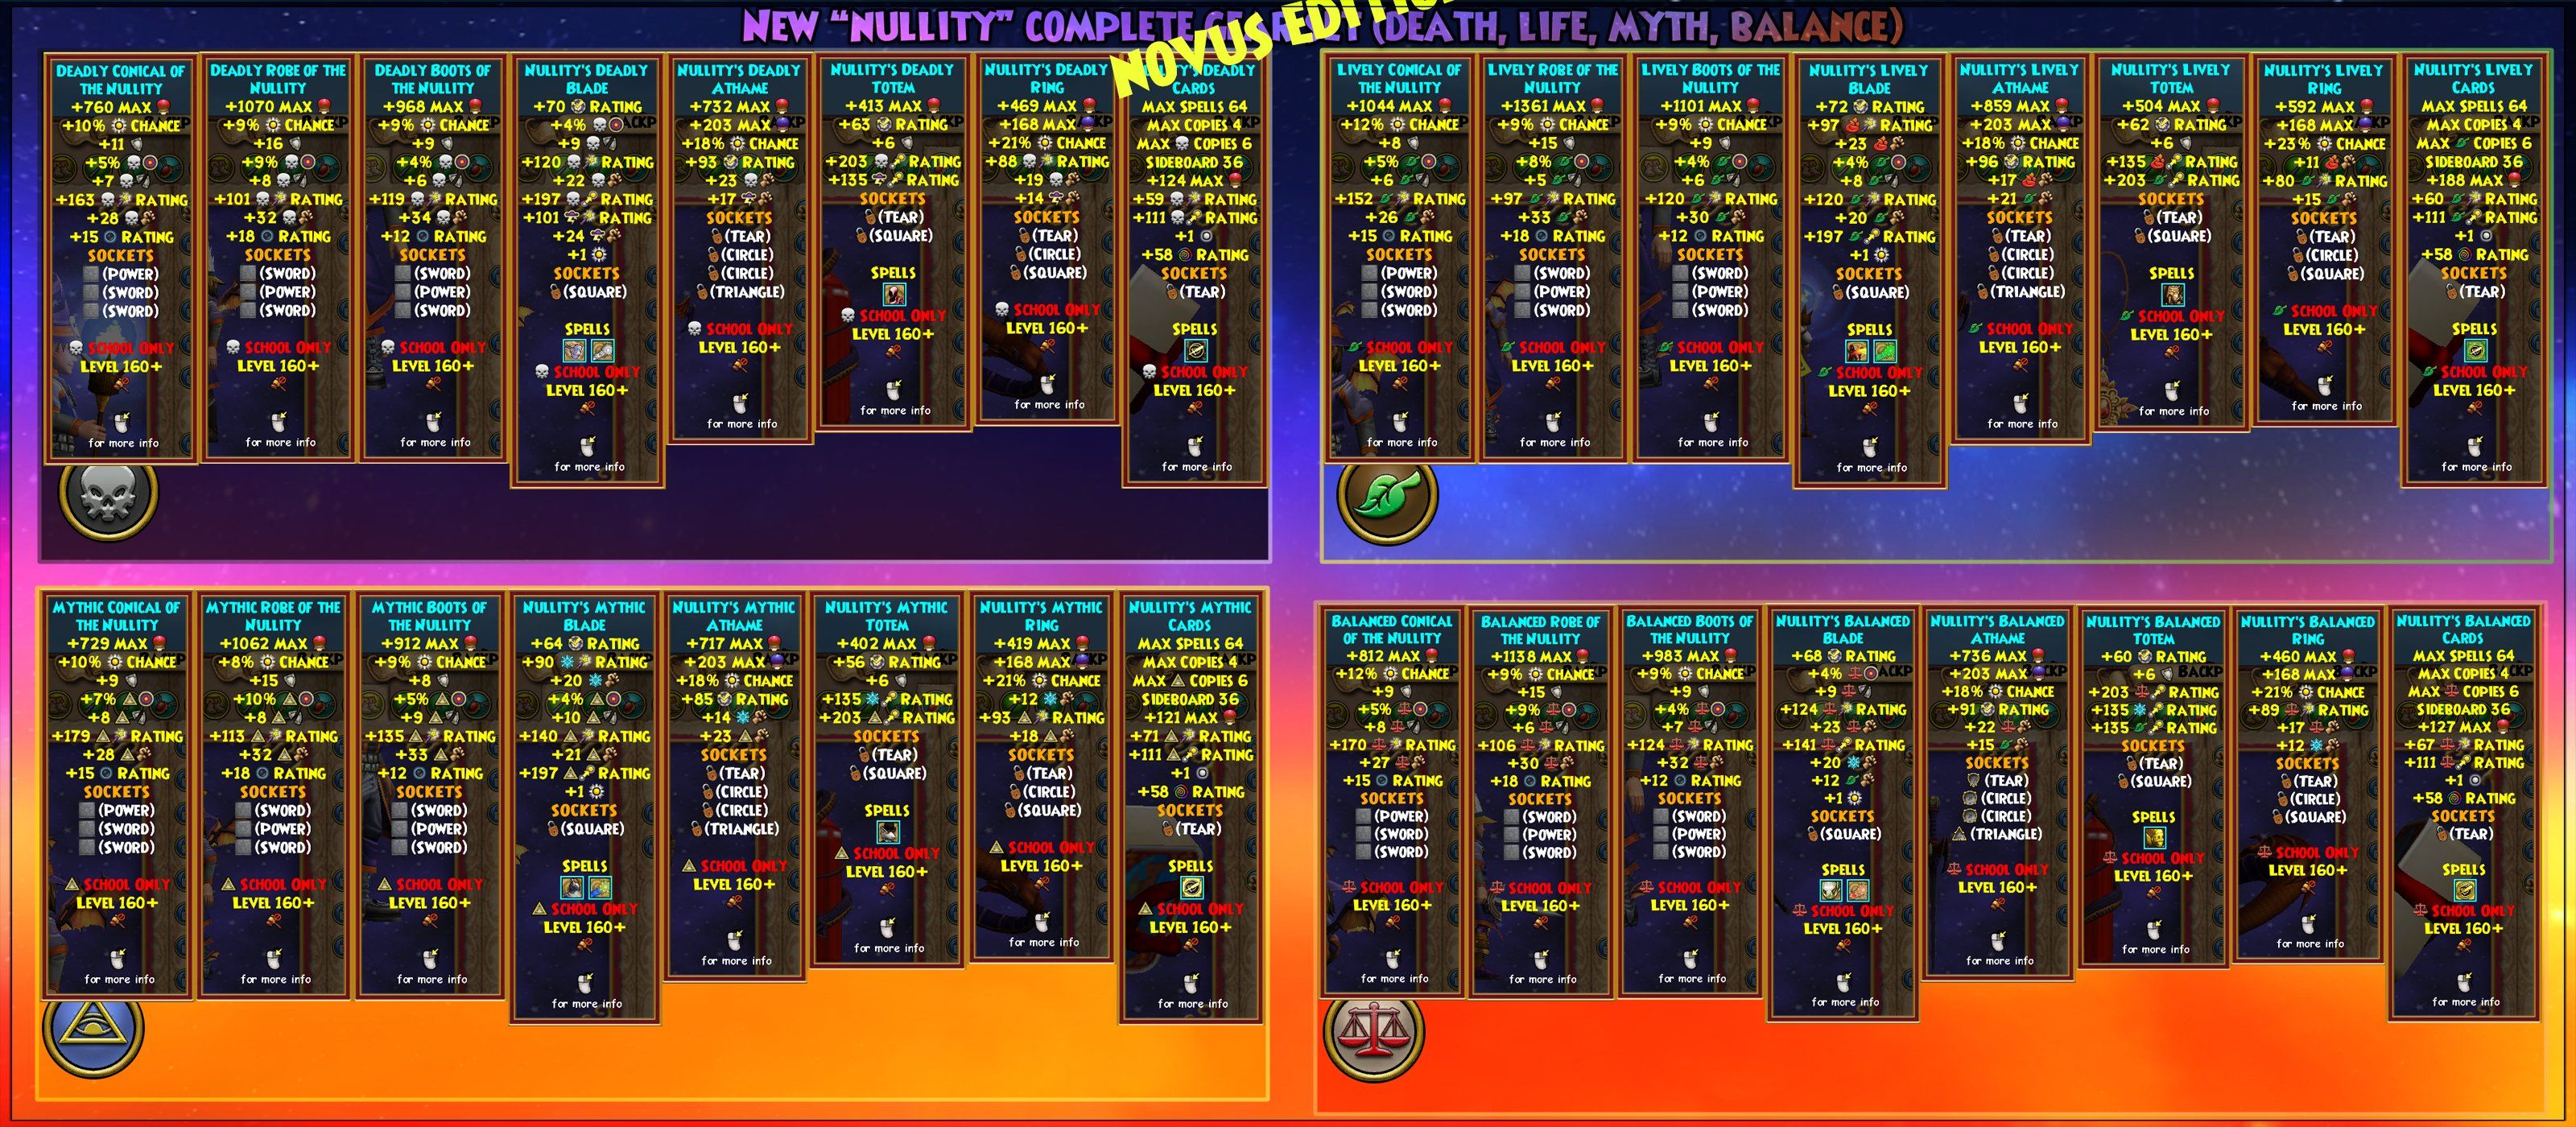 NEW “NULLITY” COMPLETE (DEATH, LIFE, MYTH, BALANCE)
NOVUS EDITION
DEADLY CONICAL OF
THE NULLITY
+760 MAX
+10% CHANCE
+11
+5%
+7
+163 RATING
+28
+15 RATING
SOCKETS
(POWER)
(SWORD)
(SWORD)
SCHOOL ONLY
LEVEL 160+
for more info
DEADLY ROBE OF THE
NULLITY
+1070 MAX
+9% CHANCE
+16
+9%
+8
+101 RATING
+32
+18 RATING
SOCKETS
(SWORD)
(POWER)
(SWORD)
SCHOOL ONLY
LEVEL 160+
for more info
DEADLY BOOTS OF
THE NULLITY
+968 MAX
+9% CHANCE
+9
+4%
+6
+119 RATING
+34
+12 RATING
SOCKETS
(SWORD)
(POWER)
(SWORD)
SCHOOL ONLY
LEVEL 160+
for more info
NULLITY'S DEADLY
BLADE
+70 RATING
+4%
+9
+120 RATING
+22
+197 RATING
+101 RATING
+24
+1
SOCKETS
(SQUARE)
SPELLS
SCHOOL ONLY
LEVEL 160+
for more info
NULLITY'S DEADLY
ATHAME
+732 MAX
+203 MAX
+18% CHANCE
+93 RATING
+23
+17
SOCKETS
(TEAR)
(CIRCLE)
(CIRCLE)
(TRIANGLE)
SCHOOL ONLY
LEVEL 160+
for more info
NULLITY'S DEADLY
TOTEM
+413 MAX
+63 RATING
+6
+203 RATING
+135 RATING
SOCKETS
(TEAR)
(SQUARE)
SPELLS
SCHOOL ONLY
LEVEL 160+
for more info
NULLITY'S DEADLY
RING
+469 MAX
+168 MAX
+21% CHANCE
+88 RATING
+19
+14
SOCKETS
(TEAR)
(CIRCLE)
(SQUARE)
SCHOOL ONLY
LEVEL 160+
for more info
DEADLY
CARDS
MAX SPELLS 64
MAX COPIES 4
MAX COPIES 6
SIDEBOARD 36
+124 MAX
+59 RATING
+111 RATING
+1
+58 RATING
SOCKETS
(TEAR)
SPELLS
SCHOOL ONLY
LEVEL 160+
for more info
LIVELY CONICAL OF
THE NULLITY
+1044 MAX
+12% CHANCE
+8
+5%
+6
+152 RATING
+26
+15 RATING
SOCKETS
(POWER)
(SWORD)
(SWORD)
SCHOOL ONLY
LEVEL 160+
for more info
LIVELY ROBE OF THE
NULLITY
+1361 MAX
+9% CHANCE
+15
+8%
+5
+97 RATING
+33
+18 RATING
SOCKETS
(SWORD)
(POWER)
(SWORD)
SCHOOL ONLY
LEVEL 160+
for more info
LIVELY BOOTS OF THE
NULLITY
+1101 MAX
+9% CHANCE
+9
+4%
+6
+120 RATING
+30
+12 RATING
SOCKETS
(SWORD)
(POWER)
(SWORD)
SCHOOL ONLY
LEVEL 160+
for more info
NULLITY'S LIVELY
BLADE
+72 RATING
+97 RATING
+23
+4%
+8
+120 RATING
+20
+197 RATING
+1
SOCKETS
(SQUARE)
SPELLS
SCHOOL ONLY
LEVEL 160+
for more info
NULLITY'S LIVELY
ATHAME
+859 MAX
+203 MAX
+18% CHANCE
+96 RATING
+17
+21
SOCKETS
(TEAR)
(CIRCLE)
(CIRCLE)
(TRIANGLE)
SCHOOL ONLY
LEVEL 160+
for more info
NULLITY'S LIVELY
TOTEM
+504 MAX
+62 RATING
+6
+135 RATING
+203 RATING
SOCKETS
(TEAR)
(SQUARE)
SPELLS
SCHOOL ONLY
LEVEL 160+
for more info
NULLITY'S LIVELY
RING
+592 MAX
+168 MAX
+23% CHANCE
+11
+80 RATING
+15
SOCKETS
(TEAR)
(CIRCLE)
(SQUARE)
SCHOOL ONLY
LEVEL 160+
for more info
NULLITY'S LIVELY
CARDS
MAX SPELLS 64
MAX COPIES 4
MAX COPIES 6
SIDEBOARD 36
+188 MAX
+60 RATING
+111 RATING
+1
+58 RATING
SOCKETS
(TEAR)
SPELLS
SCHOOL ONLY
LEVEL 160+
for more info
MYTHIC CONICAL OF
THE NULLITY
+729 MAX
+10% CHANCE
+9
+7%
+8
+179 RATING
+28
+15 RATING
SOCKETS
(POWER)
(SWORD)
(SWORD)
SCHOOL ONLY
LEVEL 160+
for more info
MYTHIC ROBE OF THE
NULLITY
+1062 MAX
+8% CHANCE
+15
+10%
+8
+113 RATING
+32
+18 RATING
SOCKETS
(SWORD)
(POWER)
(SWORD)
SCHOOL ONLY
LEVEL 160+
for more info
MYTHIC BOOTS OF
THE NULLITY
+912 MAX
+9% CHANCE
+8
+5%
+9
+135 RATING
+33
+12 RATING
SOCKETS
(SWORD)
(POWER)
(SWORD)
SCHOOL ONLY
LEVEL 160+
for more info
NULLITY'S MYTHIC
BLADE
+64 RATING
+90 RATING
+20
+4%
+10
+140 RATING
+21
+197 RATING
+1
SOCKETS
(SQUARE)
SPELLS
SCHOOL ONLY
LEVEL 160+
for more info
NULLITY'S MYTHIC
ATHAME
+717 MAX
+203 MAX
+18% CHANCE
+85 RATING
+14
+23
SOCKETS
(TEAR)
(CIRCLE)
(CIRCLE)
(TRIANGLE)
SCHOOL ONLY
LEVEL 160+
for more info
NULLITY'S MYTHIC
TOTEM
+402 MAX
+56 RATING
+6
+135 RATING
+203 RATING
SOCKETS
(TEAR)
(SQUARE)
SPELLS
SCHOOL ONLY
LEVEL 160+
for more info
NULLITY'S MYTHIC
RING
+419 MAX
+168 MAX
+21% CHANCE
+12
+93 RATING
+18
SOCKETS
(TEAR)
(CIRCLE)
(SQUARE)
SCHOOL ONLY
LEVEL 160+
for more info
NULLITY'S MYTHIC
CARDS
MAX SPELLS 64
MAX COPIES
MAX COPIES 6
SIDEBOARD 36
+121 MAX
+71 RATING
+111 RATING
+1
+58 RATING
SOCKETS
(TEAR)
SPELLS
SCHOOL ONLY
LEVEL 160+
for more info
BALANCED CONICAL
OF THE NULLITY
+812 MAX
+12% CHANCE
+9
+5%
+8
+170 RATING
+27
+15 RATING
SOCKETS
(POWER)
(SWORD)
(SWORD)
SCHOOL ONLY
LEVEL 160+
for more info
BALANCED ROBE OF
THE NULLITY
+1138 MAX
+9% CHANCE
+15
+9%
+6
+106 RATING
+30
+18 RATING
SOCKETS
(SWORD)
(POWER)
(SWORD)
SCHOOL ONLY
LEVEL 160+
for more info
BALANCED BOOTS OF
THE NULLITY
+983 MAX
+9% CHANCE
+9
+4%
+7
+124 RATING
+32
+12 RATING
SOCKETS
(SWORD)
(POWER)
(SWORD)
SCHOOL ONLY
LEVEL 160+
for more info
NULLITY'S BALANCED
BLADE
+68 RATING
+4%
+9
+124 RATING
+23
+141 RATING
+20
+12
+1
SOCKETS
(SQUARE)
SPELLS
SCHOOL ONLY
LEVEL 160+
for more info
NULLITY'S BALANCED
ATHAME
+736 MAX
+203 MAX
+18% CHANCE
+91 RATING
+22
+15
SOCKETS
(TEAR)
(CIRCLE)
(CIRCLE)
(TRIANGLE)
SCHOOL ONLY
LEVEL 160+
for more info
NULLITY'S BALANCED
TOTEM
+60 RATING
+6
+203 RATING
+135 RATING
+135 RATING
SOCKETS
(TEAR)
(SQUARE)
SPELLS
SCHOOL ONLY
LEVEL 160+
for more info
NULLITY'S BALANCED
RING
+460 MAX
+168 MAX
+21% CHANCE
+89 RATING
+17
+12
SOCKETS
(TEAR)
(CIRCLE)
(SQUARE)
SCHOOL ONLY
LEVEL 160+
for more info
NULLITY'S BALANCED
CARDS
MAX SPELLS 64
MAX COPIES 4
MAX COPIES 6
SIDEBOARD 36
+127 MAX
+67 RATING
+111 RATING
+1
+58 RATING
SOCKETS
(TEAR)
SPELLS
SCHOOL ONLY
LEVEL 160+
for more info